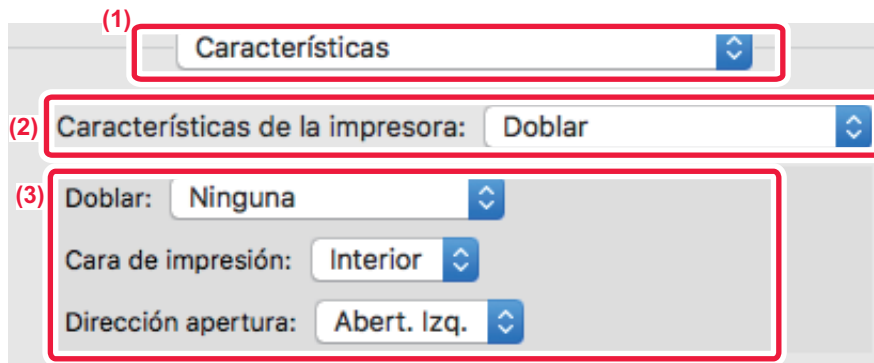 (1)
Características
(2) Características de la impresora: Doblar
(3)
Doblar: Ninguna
Cara de impresión: Interior
Dirección apertura: Abert. Izq.